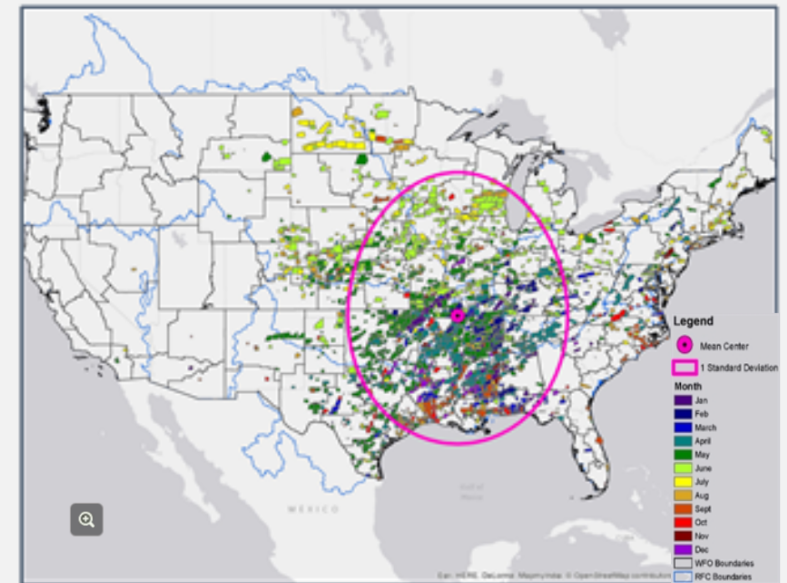 Legend
Mean Center
1 Standard Deviation
Month
Jan
Feb
March
April
May
June
July
Aug
Sept
Oct
Nov
Dec
WFO Boundaries
RFC Boundaries
MEXICO
Gulf of
Mexico
Esri, HERE, DeLorme, MapmyIndia, © OpenStreetMap contributors